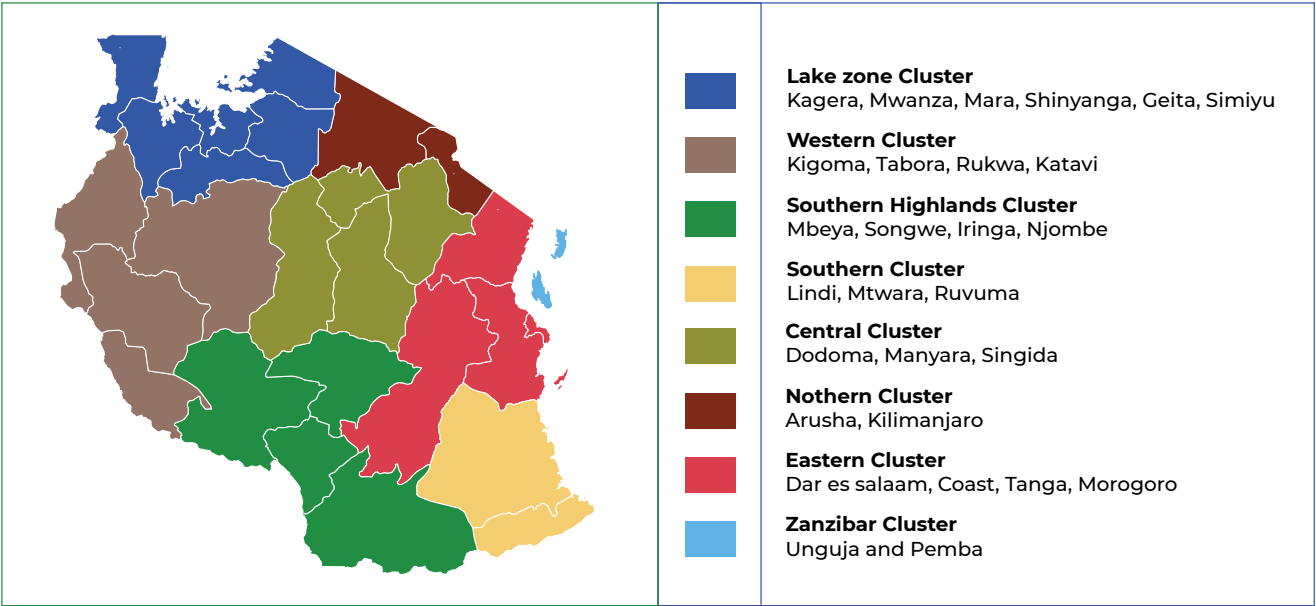 Lake zone Cluster
Kagera, Mwanza, Mara, Shinyanga, Geita, Simiyu
Western Cluster
Kigoma, Tabora, Rukwa, Katavi
Southern Highlands Cluster
Mbeya, Songwe, Iringa, Njombe
Southern Cluster
Lindi, Mtwara, Ruvuma
Central Cluster
Dodoma, Manyara, Singida
Nothern Cluster
Arusha, Kilimanjaro
Eastern Cluster
Dar es salaam, Coast, Tanga, Morogoro
Zanzibar Cluster
Unguja and Pemba